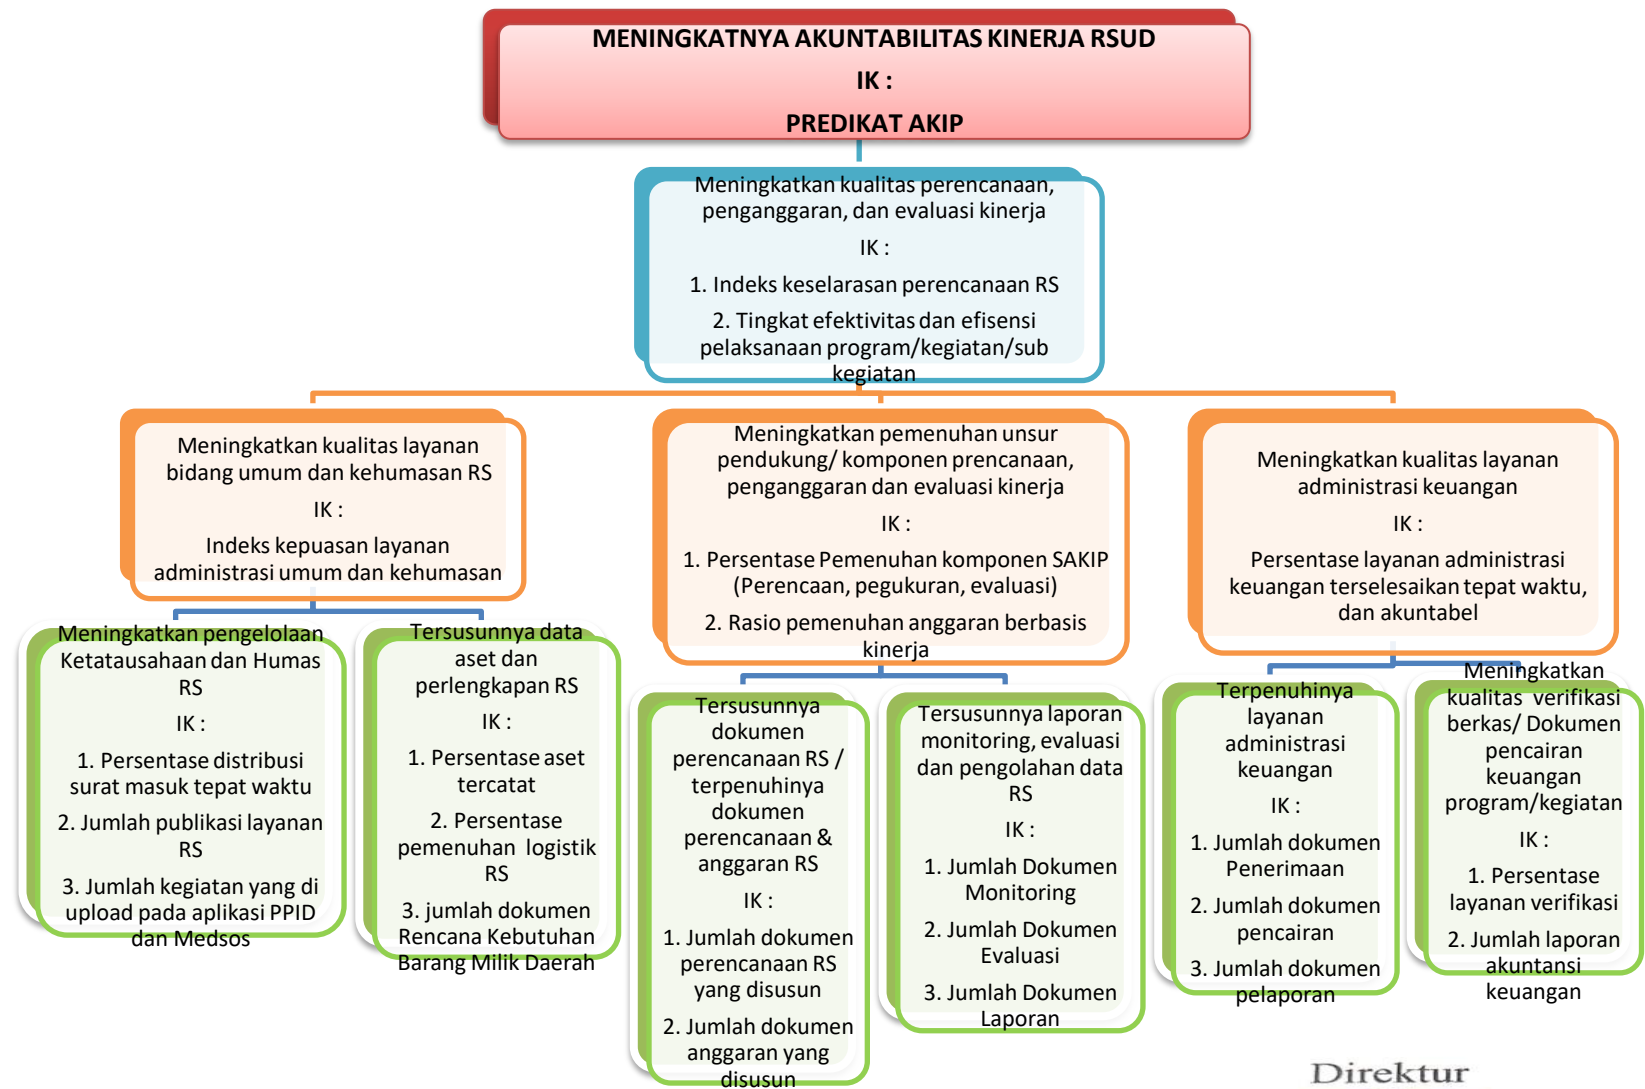 MENINGKATNYA AKUNTABILITAS KINERJA RSUD
IK :
PREDIKAT AKIP
Meningkatkan kualitas perencanaan,
penganggaran, dan evaluasi kinerja
IK :
1. Indeks keselarasan perencanaan RS
2. Tingkat efektivitas dan efisensi
pelaksanaan program/kegiatan/sub
kegiatan
Meningkatkan kualitas layanan
bidang umum dan kehumasan RS
IK :
Indeks kepuasan layanan
administrasi umum dan kehumasan
Meningkatkan pemenuhan unsur
pendukung/ komponen prencanaan,
penganggaran dan evaluasi kinerja
IK :
1. Persentase Pemenuhan komponen SAKIP
(Perencaan, pegukuran, evaluasi)
2. Rasio pemenuhan anggaran berbasis
kinerja
Meningkatkan kualitas layanan
administrasi keuangan
IK :
Persentase layanan administrasi
keuangan terselesaikan tepat waktu,
dan akuntabel
Meningkatkan pengelolaan
Ketatausahaan dan Humas
RS
IK :
1. Persentase distribusi
surat masuk tepat waktu
2. Jumlah publikasi layanan
RS
3. Jumlah kegiatan yang di
upload pada aplikasi PPID
dan Medsos
Tersusunnya data
aset dan
perlengkapan RS
IK :
1. Persentase aset
tercatat
2. Persentase
pemenuhan logistik
RS
3. jumlah dokumen
Rencana Kebutuhan
Barang Milik Daerah
Tersusunnya
dokumen
perencanaan RS /
terpenuhinya
dokumen
perencanaan &
anggaran RS
IK :
1. Jumlah dokumen
perencanaan RS
yang disusun
2. Jumlah dokumen
anggaran yang
disusun
Tersusunnya laporan
monitoring, evaluasi
dan pengolahan data
RS
IK :
1. Jumlah Dokumen
Monitoring
2. Jumlah Dokumen
Evaluasi
3. Jumlah Dokumen
Laporan
Terpenuhinya
layanan
administrasi
keuangan
IK :
1. Jumlah dokumen
Penerimaan
2. Jumlah dokumen
pencairan
3. Jumlah dokumen
pelaporan
Meningkatkan
kualitas verifikasi
berkas/ Dokumen
pencairan
keuangan
program/kegiatan
IK :
1. Persentase
layanan verifikasi
2. Jumlah laporan
akuntansi
keuangan
Direktur